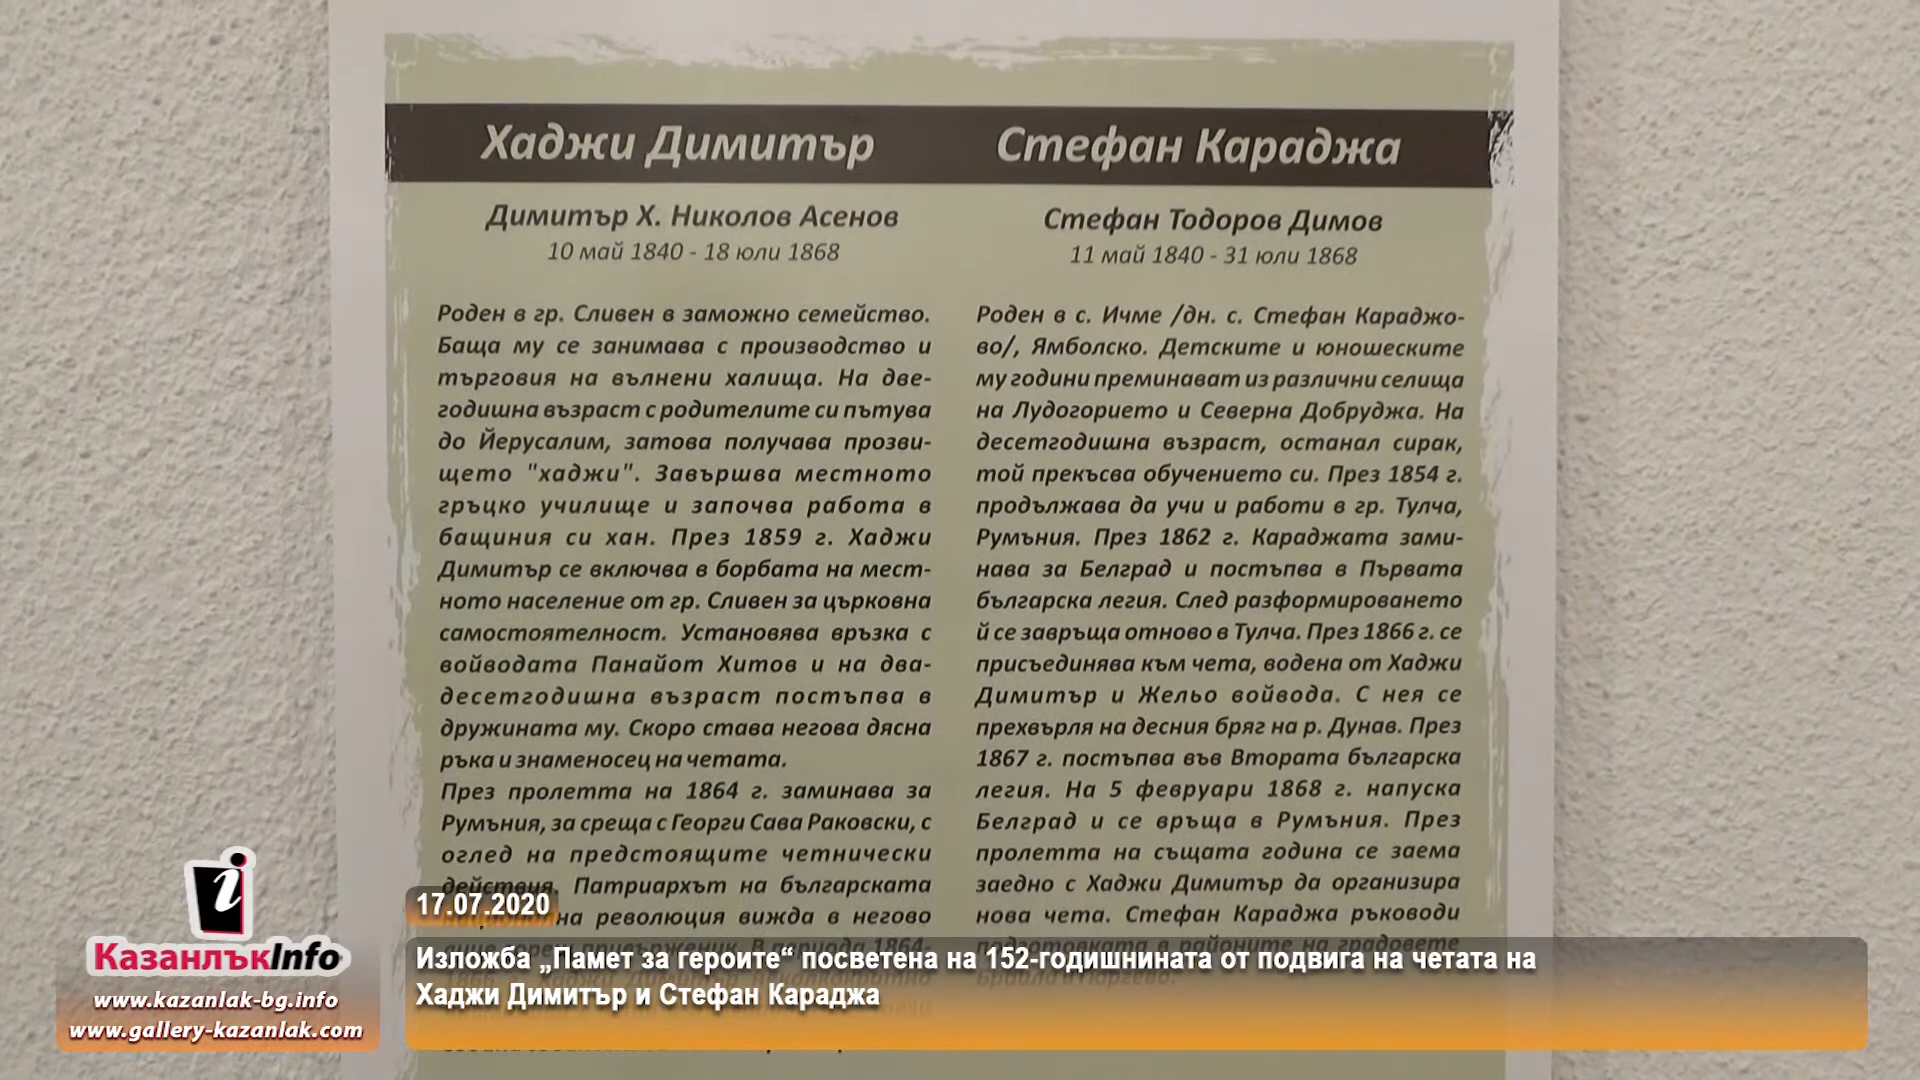 Хаджи Димитър
Димитър Х. Николов Асенов
10 май 1840 - 18 юли 1868
Роден в гр. Сливен в заможно семейство.
Баща му се занимава с производство и
търговия на вълнени халища. На две-
годишна възраст с родителите си пътува
до Йерусалим, затова получава прозви-
щето "хаджи". Завършва местното
гръцко училище и започва работа в
бащиния си хан. През 1859 г. Хаджи
Димитър се включва в борбата на мест-
ното население от гр. Сливен за църковна
самостоятелност. Установява връзка с
войводата Панайот Хитов и на два-
десетгодишна възраст постъпва в
дружината му. Скоро става негова дясна
ръка и знаменосец на четата.
През пролетта на 1864 г. заминава за
Румъния, за среща с Георги Сава Раковски, с
оглед на предстоящите четнически
действия. Патриархът на българската
на революция вижда в негово
привърженик. В периода 1864-
Стефан Караджа
Стефан Тодоров Димов
11 май 1840 - 31 юли 1868
Роден в с. Ичме /дн. с. Стефан Караджо-
во/, Ямболско. Детските и юношеските
му години преминават из различни селища
на Лудогорието и Северна Добруджа. На
десетгодишна възраст, останал сирак,
той прекъсва обучението си. През 1854 г.
продължава да учи и работи в гр. Тулча,
Румъния. През 1862 г. Караджата зами-
нава за Белград и постъпва в Първата
българска легия. След разформироването
й се завръща отново в Тулча. През 1866 г. се
присъединява към чета, водена от Хаджи
Димитър и Жельо войвода. С нея се
прехвърля на десния бряг на р. Дунав. През
1867 г. постъпва във Втората българска
легия. На 5 февруари 1868 г. напуска
Белград и се връща в Румъния. През
пролетта на същата година се заема
заедно с Хаджи Димитър да организира
нова чета. Стефан Караджа ръководи
подготовката в районите на градовете
Браила и Гюргево.
17.07.2020
Изложба „Памет за героите“ посветена на 152-годишнината от подвига на четата на
Хаджи Димитър и Стефан Караджа
i
КазанлъкInfo
www.kazanlak-bg.info
www.gallery-kazanlak.com